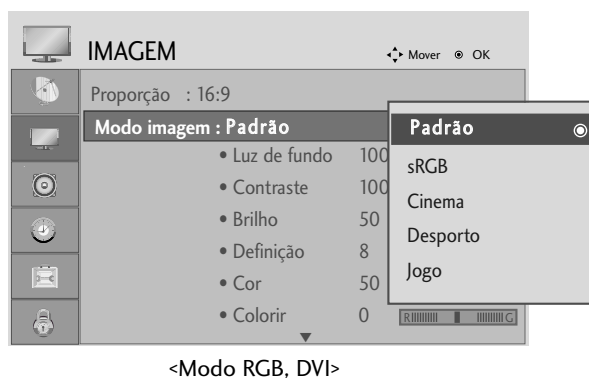 IMAGEM
Mover OK
Proporção : 16:9
Modo imagem : Padrão
• Luz de fundo 100
• Contraste 100
• Brilho 50
• Definição 8
• Cor 50
• Colorir 0
R G
Padrão
sRGB
Cinema
Desporto
Jogo
<Modo RGB, DVI>